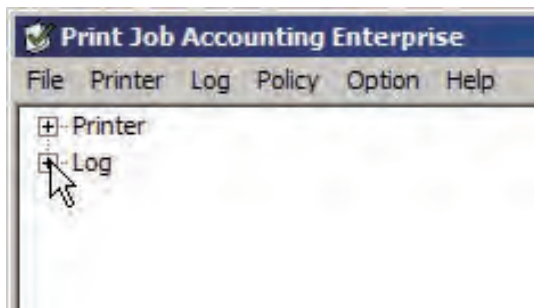 Print Job Accounting Enterprise
File Printer Log Policy Option Help
Printer
Log